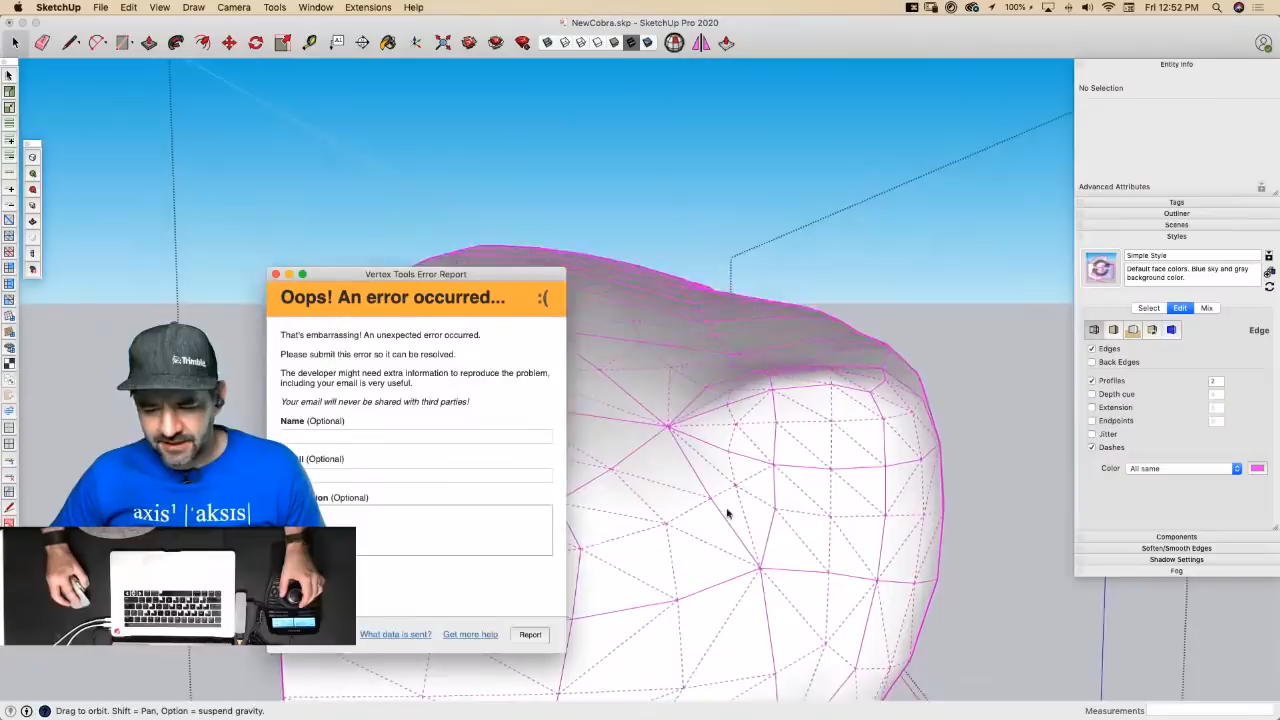 SketchUp File Edit View Draw Camera Tools Window Extensions Help
100% Fri 12:52 PM
NewCobra.skp - SketchUp Pro 2020
Entity Info
No Selection
Advanced Attributes
Tags
Outliner
Scenes
Styles
Simple Style
Default face colors. Blue sky and gray
background color.
Select Edit Mix
Edge
Edges
Back Edges
Profiles 2
Depth cue
Extension
Endpoints
Jitter
Dashes
Color All same
Components
Soften/Smooth Edges
Shadow Settings
Fog
Vertex Tools Error Report
Oops! An error occurred... :(
That's embarrassing! An unexpected error occurred.
Please submit this error so it can be resolved.
The developer might need extra information to reproduce the problem,
including your email is very useful.
Your email will never be shared with third parties!
Name (Optional)
(Optional)
(Optional)
What data is sent? Get more help Report
Trimble
axis¹ |ˈaksɪs|
Drag to orbit. Shift = Pan, Option = suspend gravity.
Measurements